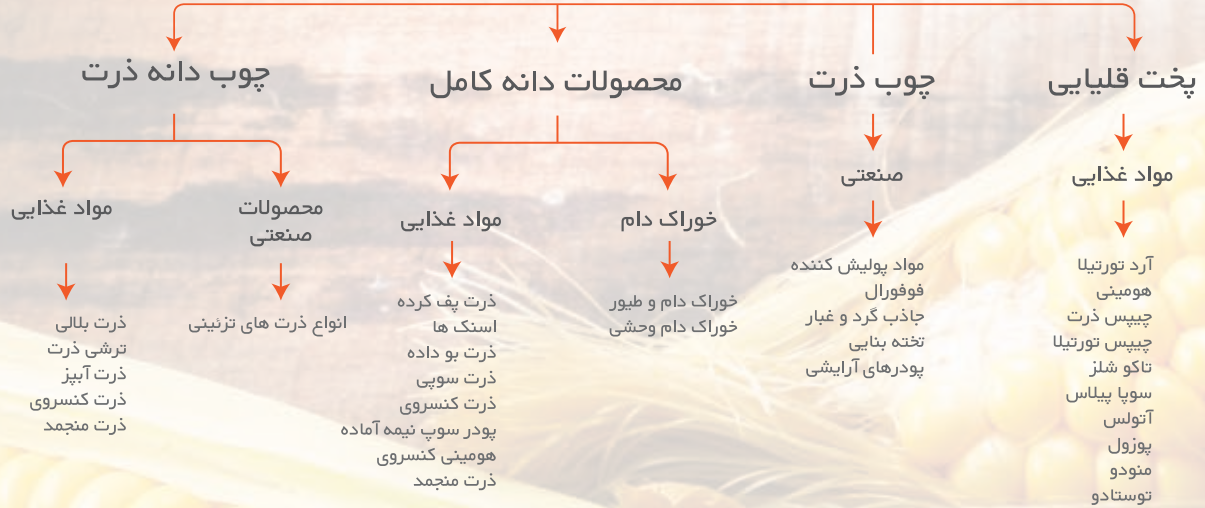 پخت قلیایی
مواد غذایی
آرد تورتیلا
هومینی
چیپس ذرت
چیپس تورتیلا
تاکو شلز
سوپا پیلاس
آتولس
پوزول
منودو
توستادو
چوب ذرت
صنعتی
مواد پولیش کننده
فوفورال
جاذب گرد و غبار
تخته بنایی
پودرهای آرایشی
محصولات دانه کامل
خوراک دام
خوراک دام و طیور
خوراک دام وحشی
مواد غذایی
ذرت پف کرده
اسنک ها
ذرت بو داده
ذرت سوپی
ذرت کنسروی
پودر سوپ نیمه آماده
هومینی کنسروی
ذرت منجمد
چوب دانه ذرت
محصولات
صنعتی
انواع ذرت های تزئینی
مواد غذایی
ذرت بلالی
ترشی ذرت
ذرت آبپز
ذرت کنسروی
ذرت منجمد